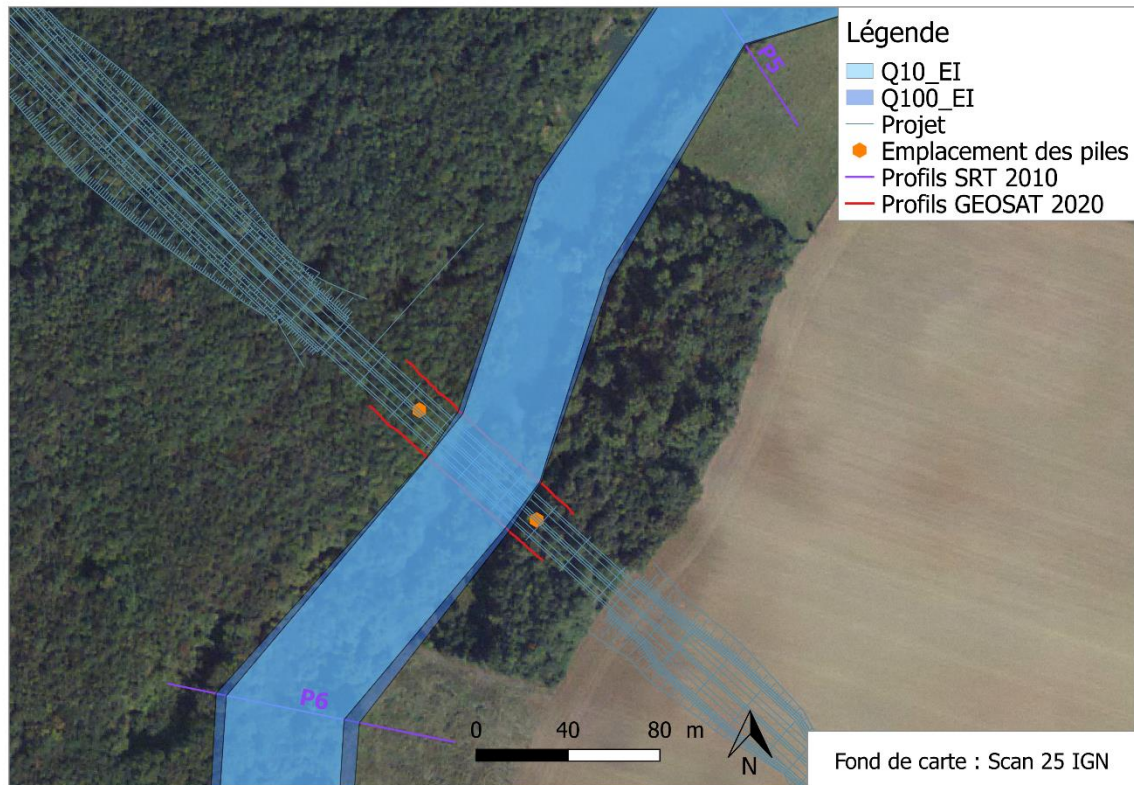 P5
Légende
Q10_EI
Q100_EI
Projet
Emplacement des piles
Profils SRT 2010
Profils GEOSAT 2020
P6
0 40 80 m
N
Fond de carte : Scan 25 IGN